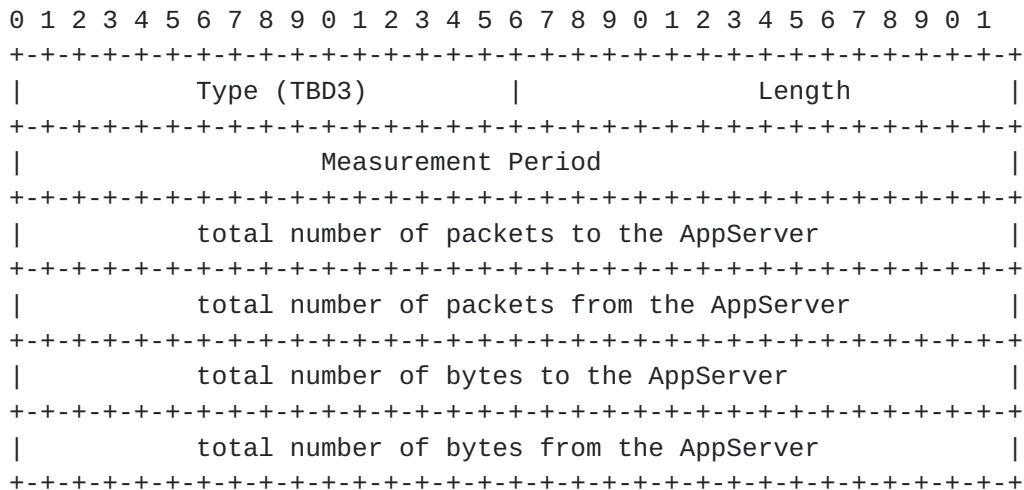 0 1 2 3 4 5 6 7 8 9 0 1 2 3 4 5 6 7 8 9 0 1 2 3 4 5 6 7 8 9 0 1
+-+-+-+-+-+-+-+-+-+-+-+-+-+-+-+-+-+-+-+-+-+-+-+-+-+-+-+-+-+-+-+-+
|           Type (TBD3)         |               Length          |
+-+-+-+-+-+-+-+-+-+-+-+-+-+-+-+-+-+-+-+-+-+-+-+-+-+-+-+-+-+-+-+-+
|                   Measurement Period                          |
+-+-+-+-+-+-+-+-+-+-+-+-+-+-+-+-+-+-+-+-+-+-+-+-+-+-+-+-+-+-+-+-+
|           total number of packets to the AppServer            |
+-+-+-+-+-+-+-+-+-+-+-+-+-+-+-+-+-+-+-+-+-+-+-+-+-+-+-+-+-+-+-+-+
|           total number of packets from the AppServer          |
+-+-+-+-+-+-+-+-+-+-+-+-+-+-+-+-+-+-+-+-+-+-+-+-+-+-+-+-+-+-+-+-+
|           total number of bytes to the AppServer              |
+-+-+-+-+-+-+-+-+-+-+-+-+-+-+-+-+-+-+-+-+-+-+-+-+-+-+-+-+-+-+-+-+
|           total number of bytes from the AppServer            |
+-+-+-+-+-+-+-+-+-+-+-+-+-+-+-+-+-+-+-+-+-+-+-+-+-+-+-+-+-+-+-+-+